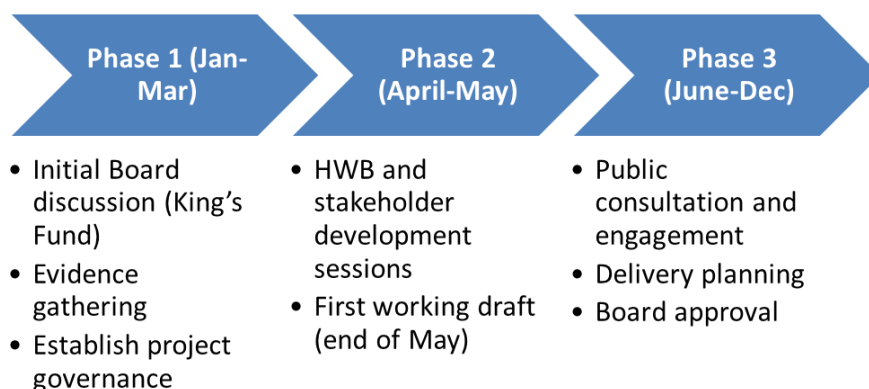 Phase 1 (Jan-
Mar)
• Initial Board
discussion (King's
Fund)
• Evidence
gathering
• Establish project
governance
Phase 2
(April-May)
• HWB and
stakeholder
development
sessions
• First working draft
(end of May)
Phase 3
(June-Dec)
• Public
consultation and
engagement
• Delivery planning
• Board approval